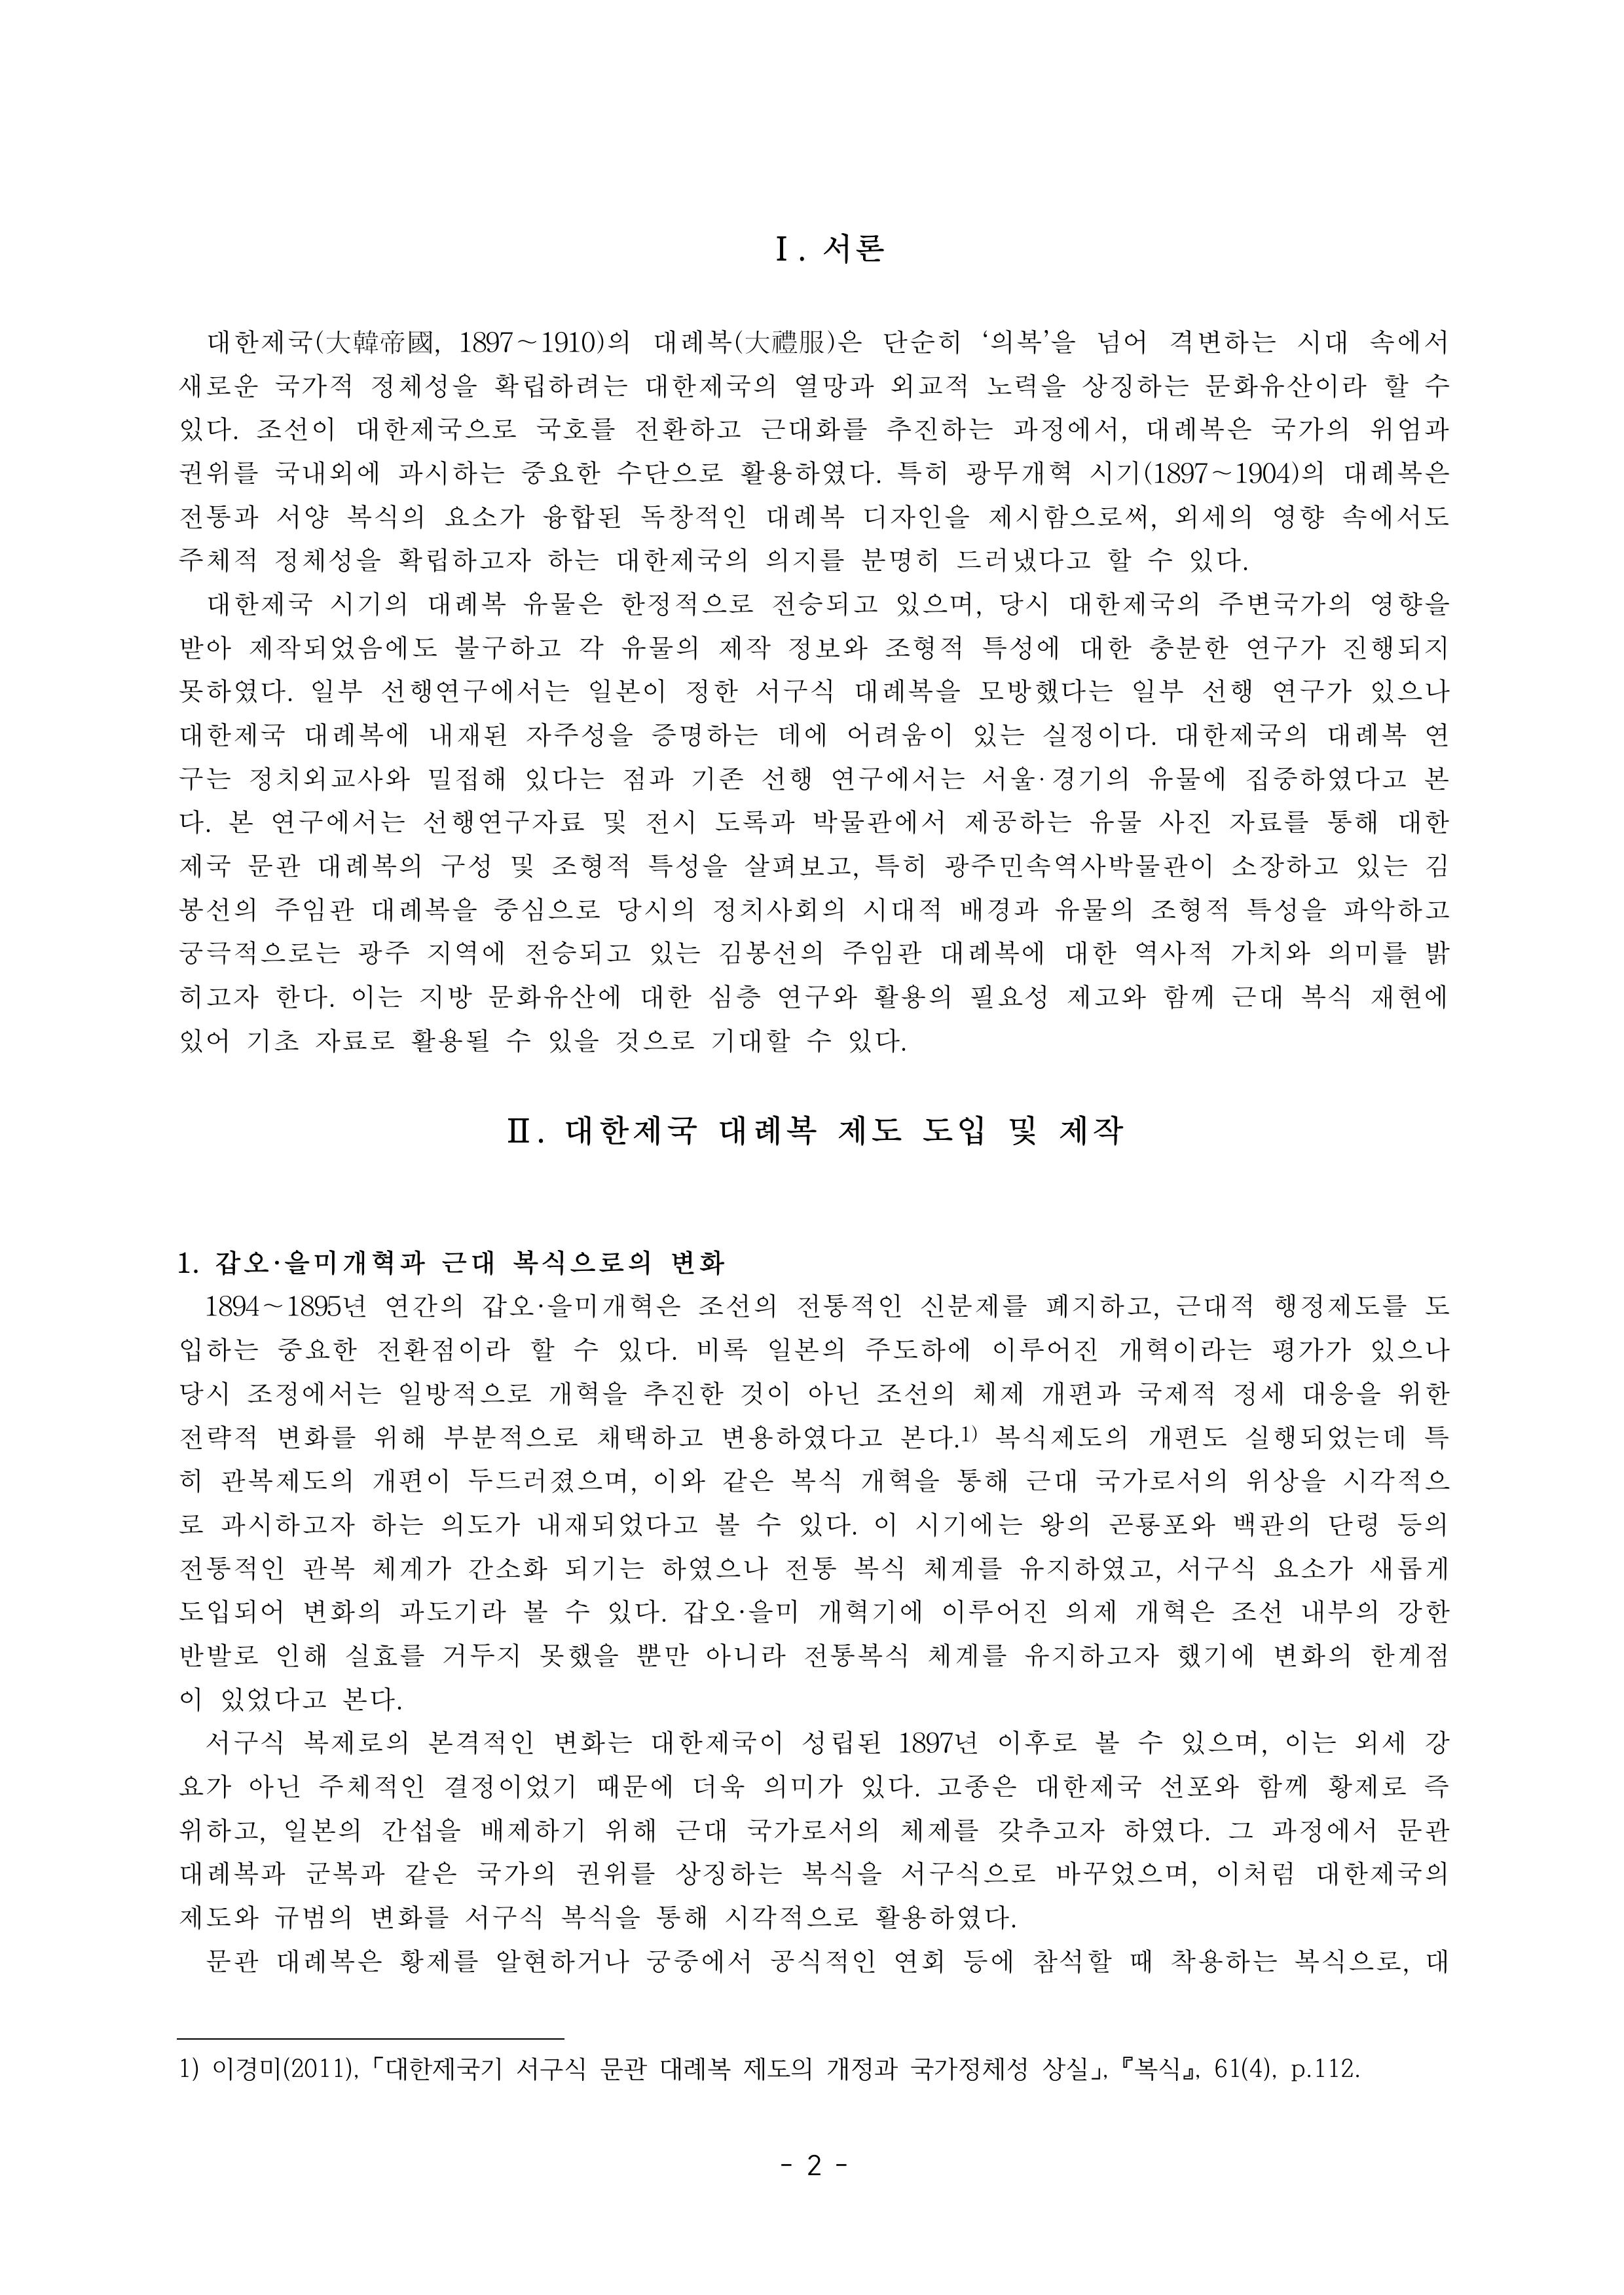 Ⅰ. 서론
대한제국(大韓帝國, 1897～1910)의 대례복(大禮服)은 단순히 ‘의복’을 넘어 격변하는 시대 속에서
새로운 국가적 정체성을 확립하려는 대한제국의 열망과 외교적 노력을 상징하는 문화유산이라 할 수
있다. 조선이 대한제국으로 국호를 전환하고 근대화를 추진하는 과정에서, 대례복은 국가의 위엄과
권위를 국내외에 과시하는 중요한 수단으로 활용하였다. 특히 광무개혁 시기(1897～1904)의 대례복은
전통과 서양 복식의 요소가 융합된 독창적인 대례복 디자인을 제시함으로써, 외세의 영향 속에서도
주체적 정체성을 확립하고자 하는 대한제국의 의지를 분명히 드러냈다고 할 수 있다.
대한제국 시기의 대례복 유물은 한정적으로 전승되고 있으며, 당시 대한제국의 주변국가의 영향을
받아 제작되었음에도 불구하고 각 유물의 제작 정보와 조형적 특성에 대한 충분한 연구가 진행되지
못하였다. 일부 선행연구에서는 일본이 정한 서구식 대례복을 모방했다는 일부 선행 연구가 있으나
대한제국 대례복에 내재된 자주성을 증명하는 데에 어려움이 있는 실정이다. 대한제국의 대례복 연
구는 정치외교사와 밀접해 있다는 점과 기존 선행 연구에서는 서울·경기의 유물에 집중하였다고 본
다. 본 연구에서는 선행연구자료 및 전시 도록과 박물관에서 제공하는 유물 사진 자료를 통해 대한
제국 문관 대례복의 구성 및 조형적 특성을 살펴보고, 특히 광주민속역사박물관이 소장하고 있는 김
봉선의 주임관 대례복을 중심으로 당시의 정치사회의 시대적 배경과 유물의 조형적 특성을 파악하고
궁극적으로는 광주 지역에 전승되고 있는 김봉선의 주임관 대례복에 대한 역사적 가치와 의미를 밝
히고자 한다. 이는 지방 문화유산에 대한 심층 연구와 활용의 필요성 제고와 함께 근대 복식 재현에
있어 기초 자료로 활용될 수 있을 것으로 기대할 수 있다.
Ⅱ. 대한제국 대례복 제도 도입 및 제작
1. 갑오·을미개혁과 근대 복식으로의 변화
1894～1895년 연간의 갑오·을미개혁은 조선의 전통적인 신분제를 폐지하고, 근대적 행정제도를 도
입하는 중요한 전환점이라 할 수 있다. 비록 일본의 주도하에 이루어진 개혁이라는 평가가 있으나
당시 조정에서는 일방적으로 개혁을 추진한 것이 아닌 조선의 체제 개편과 국제적 정세 대응을 위한
전략적 변화를 위해 부분적으로 채택하고 변용하였다고 본다.1) 복식제도의 개편도 실행되었는데 특
히 관복제도의 개편이 두드러졌으며, 이와 같은 복식 개혁을 통해 근대 국가로서의 위상을 시각적으
로 과시하고자 하는 의도가 내재되었다고 볼 수 있다. 이 시기에는 왕의 곤룡포와 백관의 단령 등의
전통적인 관복 체계가 간소화 되기는 하였으나 전통 복식 체계를 유지하였고, 서구식 요소가 새롭게
도입되어 변화의 과도기라 볼 수 있다. 갑오·을미 개혁기에 이루어진 의제 개혁은 조선 내부의 강한
반발로 인해 실효를 거두지 못했을 뿐만 아니라 전통복식 체계를 유지하고자 했기에 변화의 한계점
이 있었다고 본다.
서구식 복제로의 본격적인 변화는 대한제국이 성립된 1897년 이후로 볼 수 있으며, 이는 외세 강
요가 아닌 주체적인 결정이었기 때문에 더욱 의미가 있다. 고종은 대한제국 선포와 함께 황제로 즉
위하고, 일본의 간섭을 배제하기 위해 근대 국가로서의 체제를 갖추고자 하였다. 그 과정에서 문관
대례복과 군복과 같은 국가의 권위를 상징하는 복식을 서구식으로 바꾸었으며, 이처럼 대한제국의
제도와 규범의 변화를 서구식 복식을 통해 시각적으로 활용하였다.
문관 대례복은 황제를 알현하거나 궁중에서 공식적인 연회 등에 참석할 때 착용하는 복식으로, 대
1) 이경미(2011), 「대한제국기 서구식 문관 대례복 제도의 개정과 국가정체성 상실」, 『복식』, 61(4), p.112.
- 2 -